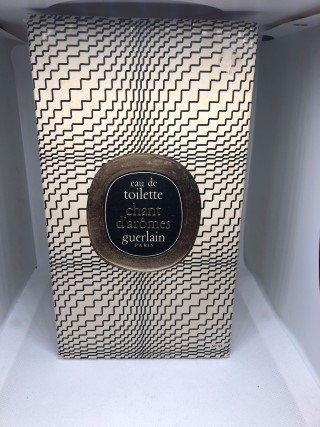 eau de
toilette
chant
d'arômes
guerlain
PARIS